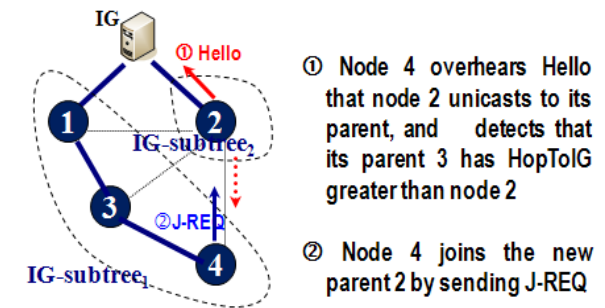 IG
① Hello
1
2
IG-subtree2
3
②J-REQ
4
IG-subtree1
① Node 4 overhears Hello
that node 2 unicasts to its
parent, and detects that
its parent 3 has HopToIG
greater than node 2
② Node 4 joins the new
parent 2 by sending J-REQ